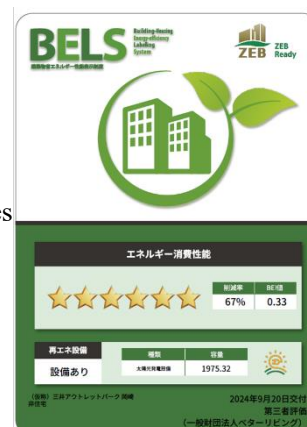 BELS
Building-Housing
Energy-efficiency
Labelling
System
建築物省エネルギー性能表示制度
ZEB
ZEB
Ready
es
エネルギー消費性能
削減率
BEI値
67%
0.33
再エネ設備
設備あり
種類
容量
太陽光発電設備
1975.32
(仮称)三井アウトレットパーク 岡崎
非住宅
2024年9月20日交付
第三者評価
(一般財団法人ベターリビング)